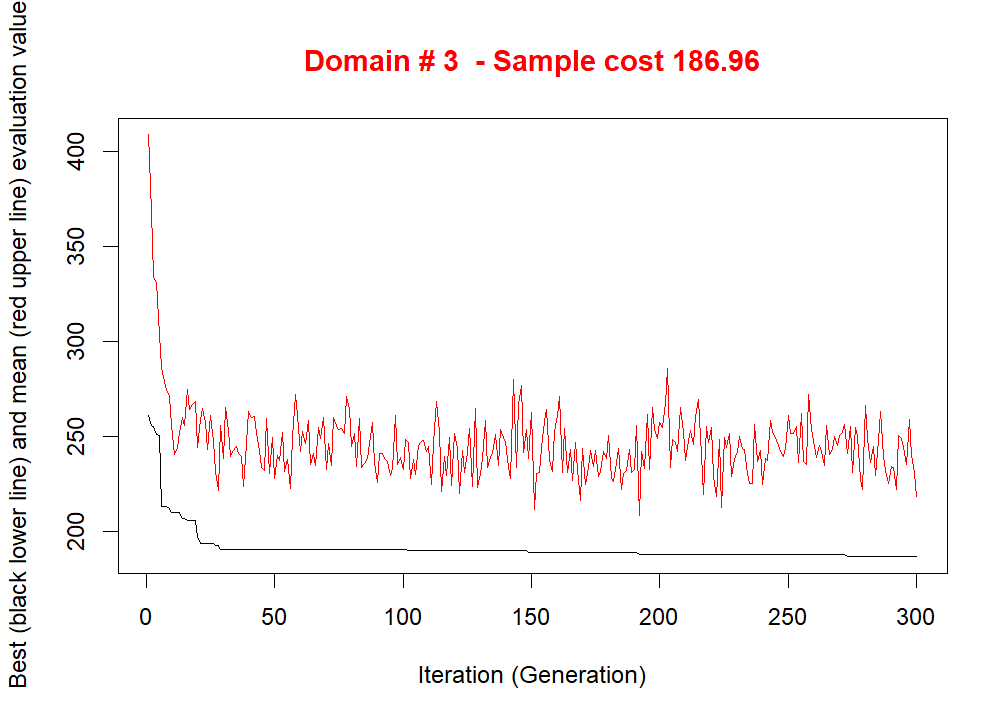 Domain # 3  - Sample cost 186.96
Best (black lower line) and mean (red upper line) evaluation value
400
350
300
250
200
0 50 100 150 200 250 300
Iteration (Generation)